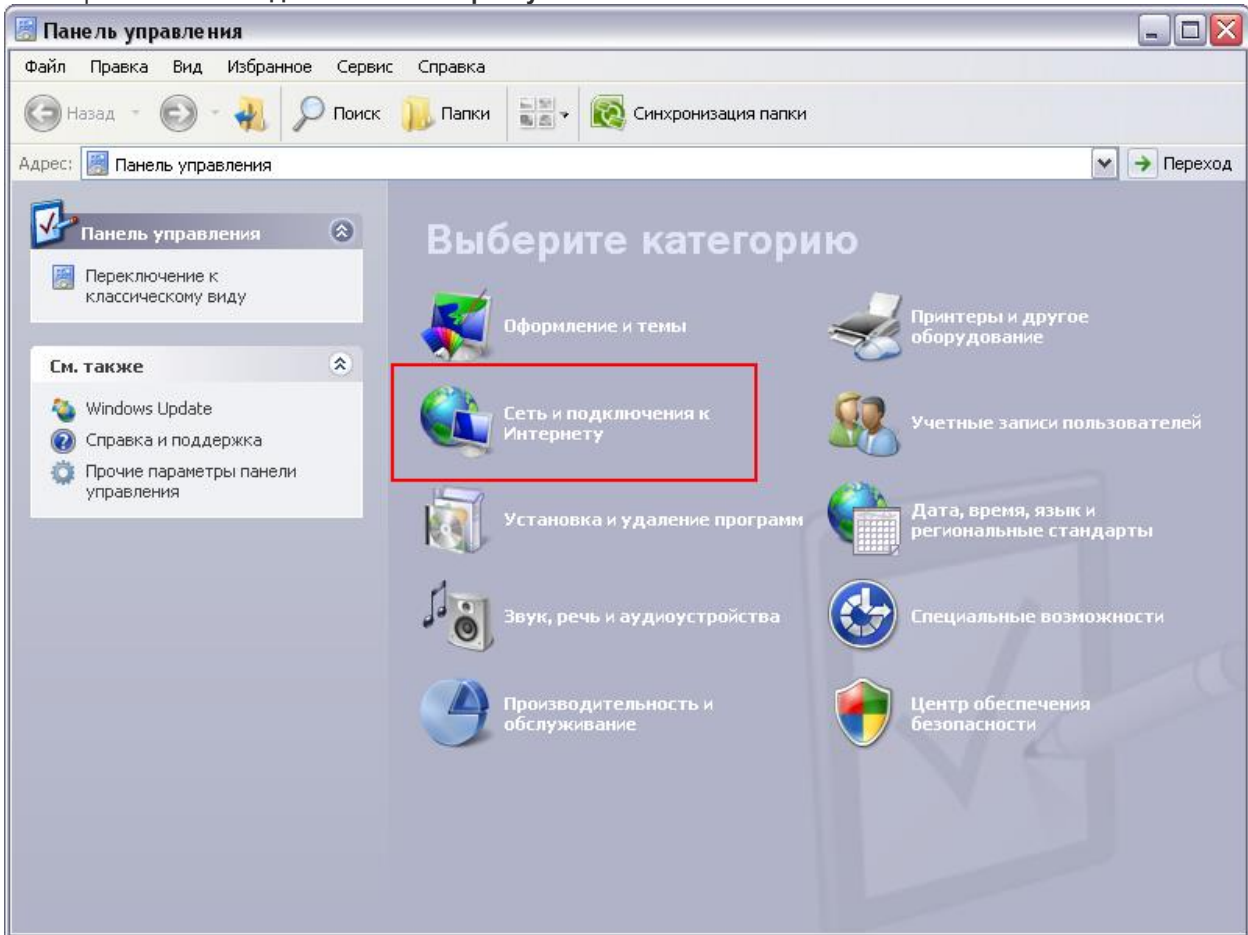 Панель управления
Файл Правка Вид Избранное Сервис Справка
Назад Поиск Папки Синхронизация папки
Адрес: Панель управления Переход
Панель управления
Переключение к
классическому виду
См. также
Windows Update
Справка и поддержка
Прочие параметры панели
управления
Выберите категорию
Оформление и темы
Принтеры и другое
оборудование
Сеть и подключения к
Интернету
Учетные записи пользователей
Установка и удаление программ
Дата, время, язык и
региональные стандарты
Звук, речь и аудиоустройства
Специальные возможности
Производительность и
обслуживание
Центр обеспечения
безопасности